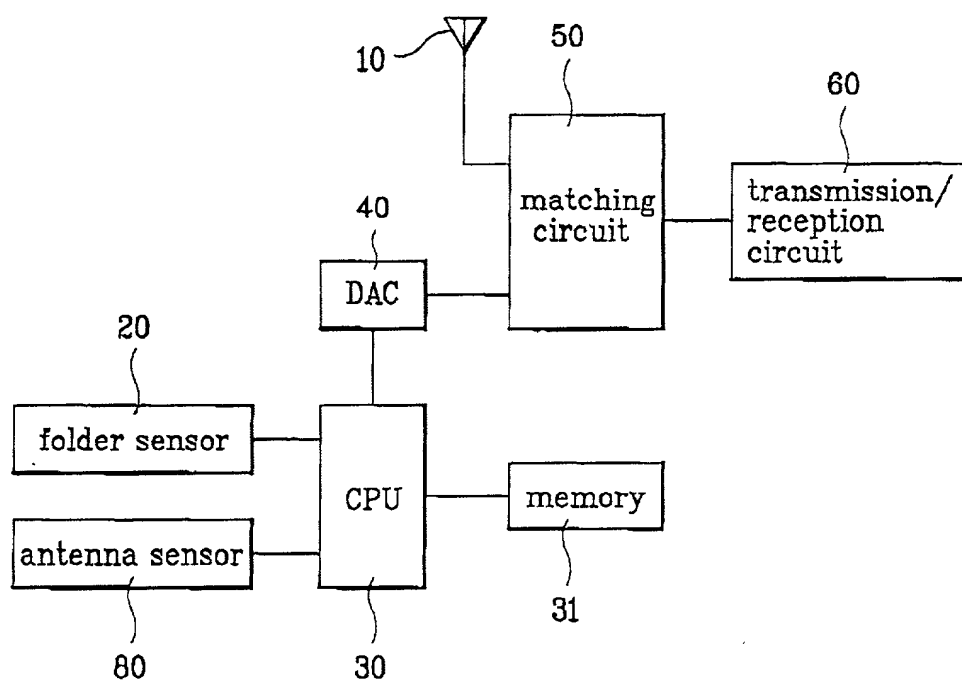 10
50
60
matching
circuit
transmission/
reception
circuit
40
DAC
20
folder sensor
CPU
memory
antenna sensor
31
80
30